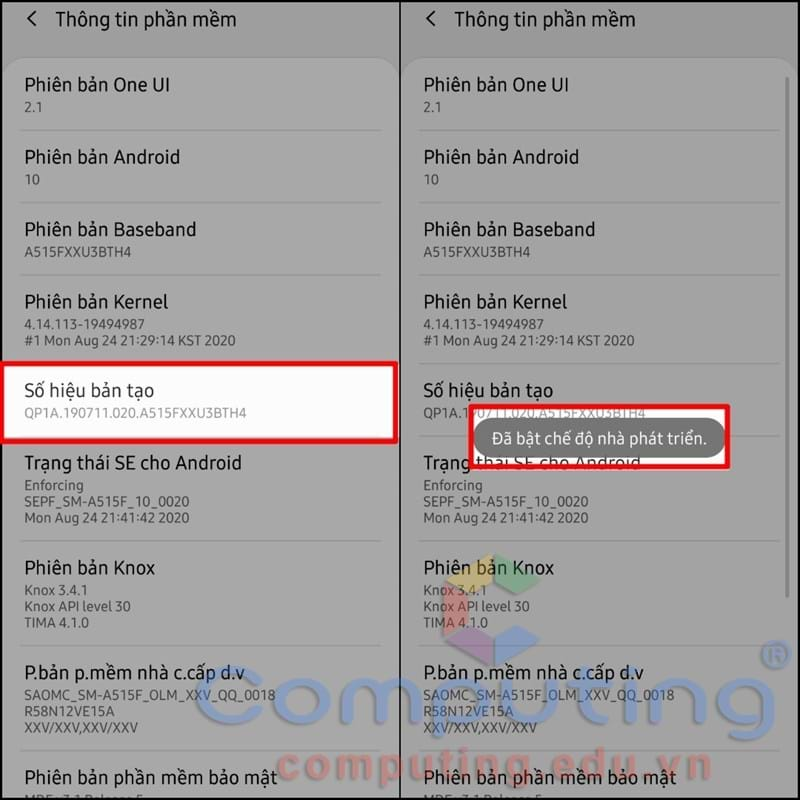 Thông tin phần mềm
Phiên bản One UI
2.1
Phiên bản Android
10
Phiên bản Baseband
A515FXXU3BTH4
Phiên bản Kernel
4.14.113-19494987
#1 Mon Aug 24 21:29:14 KST 2020
Số hiệu bản tạo
QP1A.190711.020.A515FXXU3BTH4
Trạng thái SE cho Android
Enforcing
SEPF_SM-A515F_10_0020
Mon Aug 24 21:41:42 2020
Phiên bản Knox
Knox 3.4.1
Knox API level 30
TIMA 4.1.0
P.bản p.mềm nhà c.cấp d.v
SAOMC_SM-A515F_OLM_XXV_QQ_0018
R58N12VE15A
XXV/XXV,XXV/XXV
Phiên bản phần mềm bảo mật
Thông tin phần mềm
Phiên bản One UI
2.1
Phiên bản Android
10
Phiên bản Baseband
A515FXXU3BTH4
Phiên bản Kernel
4.14.113-19494987
#1 Mon Aug 24 21:29:14 KST 2020
Số hiệu bản tạo
QP1A.190711.020.A515FXXU3BTH4
Đã bật chế độ nhà phát triển.
Trạng thái SE cho Android
Enforcing
SEPF_SM-A515F_10_0020
Mon Aug 24 21:41:42 2020
Phiên bản Knox
Knox 3.4.1
Knox API level 30
TIMA 4.1.0
P.bản p.mềm nhà c.cấp d.v
SAOMC_SM-A515F_OLM_XXV_QQ_0018
R58N12VE15A
XXV/XXV,XXV/XXV
Phiên bản phần mềm bảo mật
Computing ®
computing.edu.vn